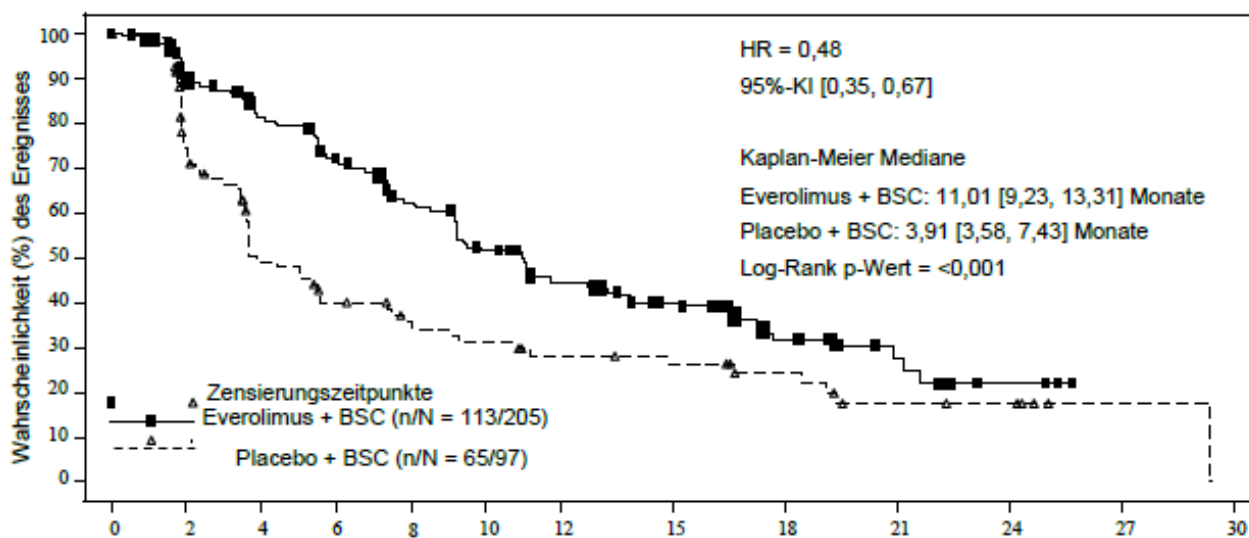 HR = 0,48
95%-KI [0,35, 0,67]
Kaplan-Meier Mediane
Everolimus + BSC: 11,01 [9,23, 13,31] Monate
Placebo + BSC: 3,91 [3,58, 7,43] Monate
Log-Rank p-Wert = <0,001
Wahrscheinlichkeit (%) des Ereignisses
100
90
80
70
60
50
40
30
20
10
0
Zensierungszeitpunkte
Everolimus + BSC (n/N = 113/205)
Placebo + BSC (n/N = 65/97)
0 2 4 6 8 10 12 15 18 21 24 27 30